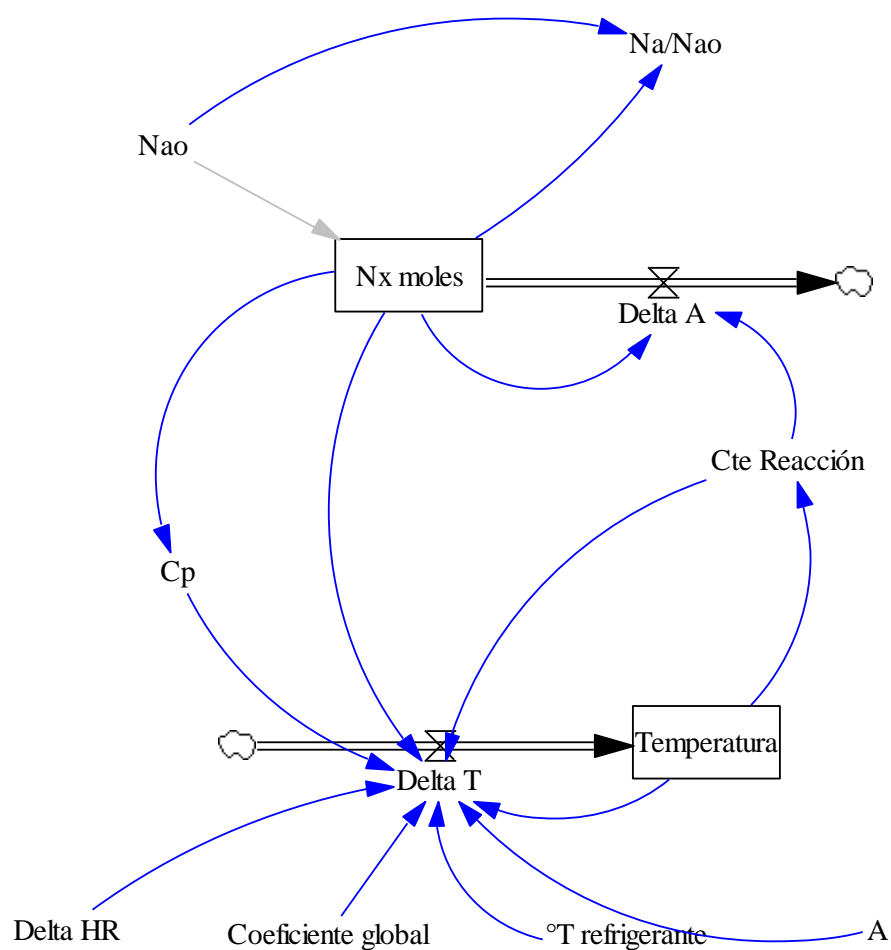 Na/Nao
Nao
Nx moles
Delta A
Cte Reacción
Cp
Temperatura
Delta T
Delta HR
Coeficiente global
°T refrigerante
A